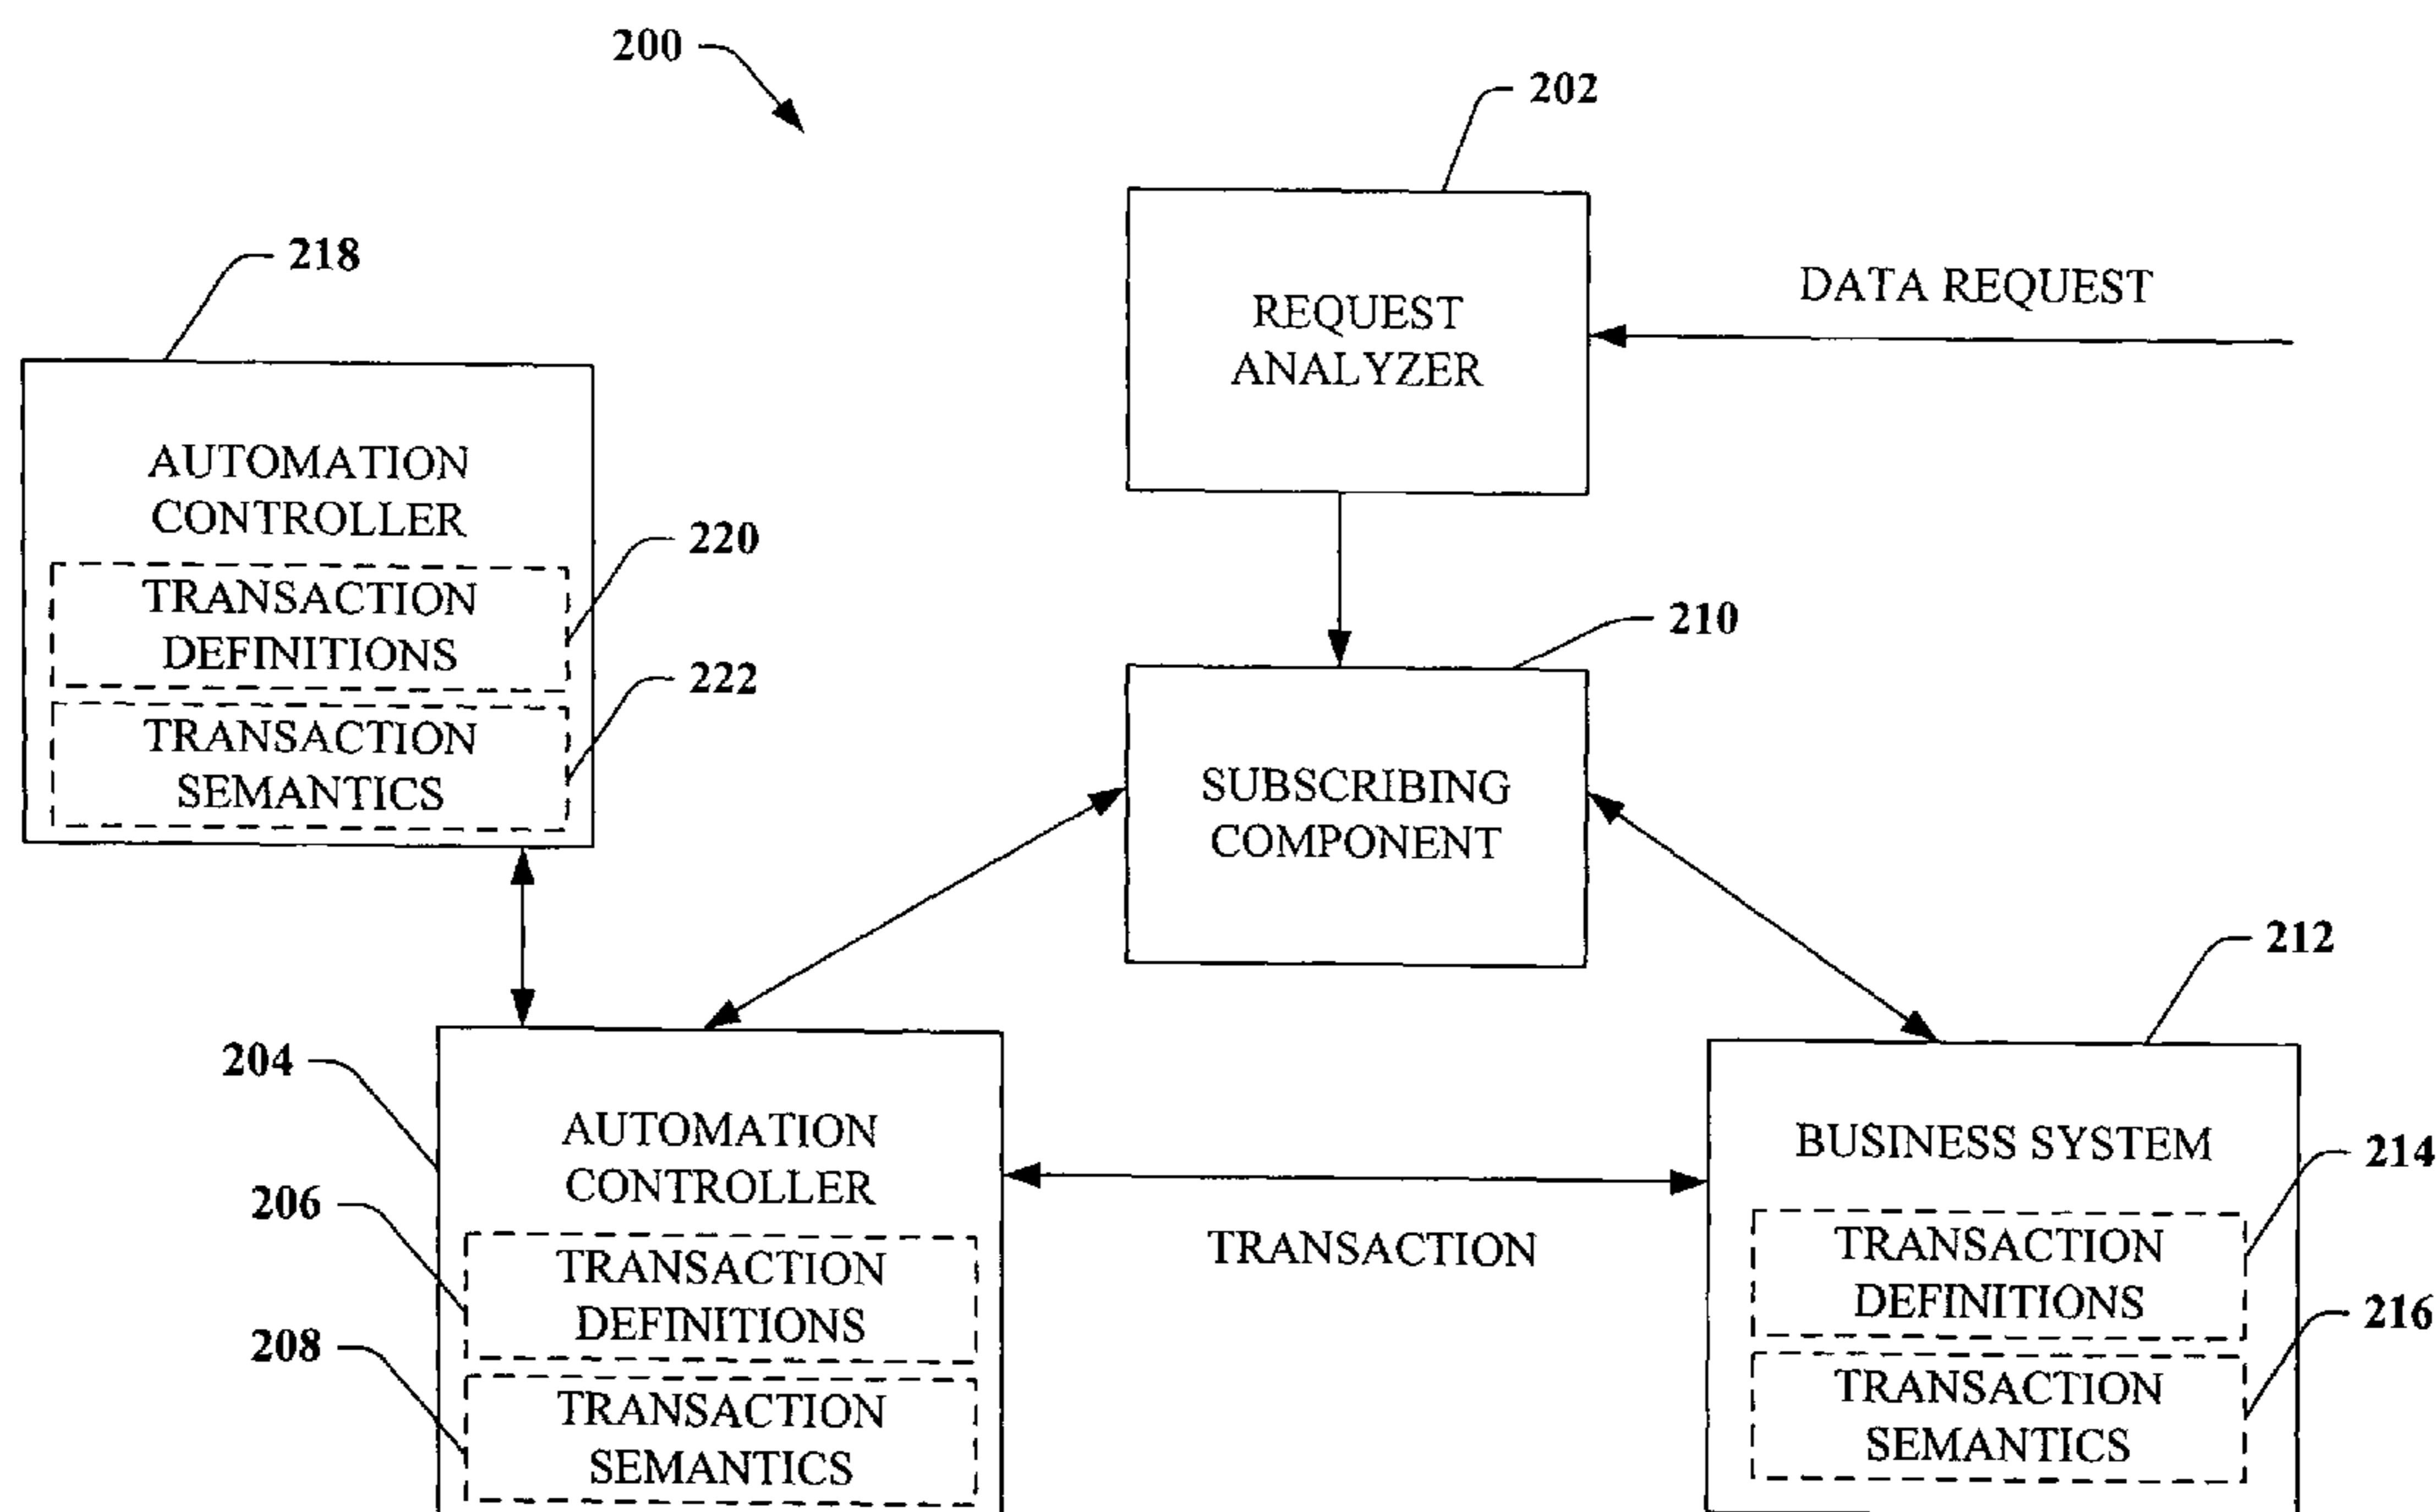 200
202
REQUEST
ANALYZER
DATA REQUEST
218
AUTOMATION
CONTROLLER
220
TRANSACTION
DEFINITIONS
222
TRANSACTION
SEMANTICS
210
SUBSCRIBING
COMPONENT
212
204
AUTOMATION
CONTROLLER
206
TRANSACTION
DEFINITIONS
208
TRANSACTION
SEMANTICS
TRANSACTION
BUSINESS SYSTEM
214
TRANSACTION
DEFINITIONS
216
TRANSACTION
SEMANTICS